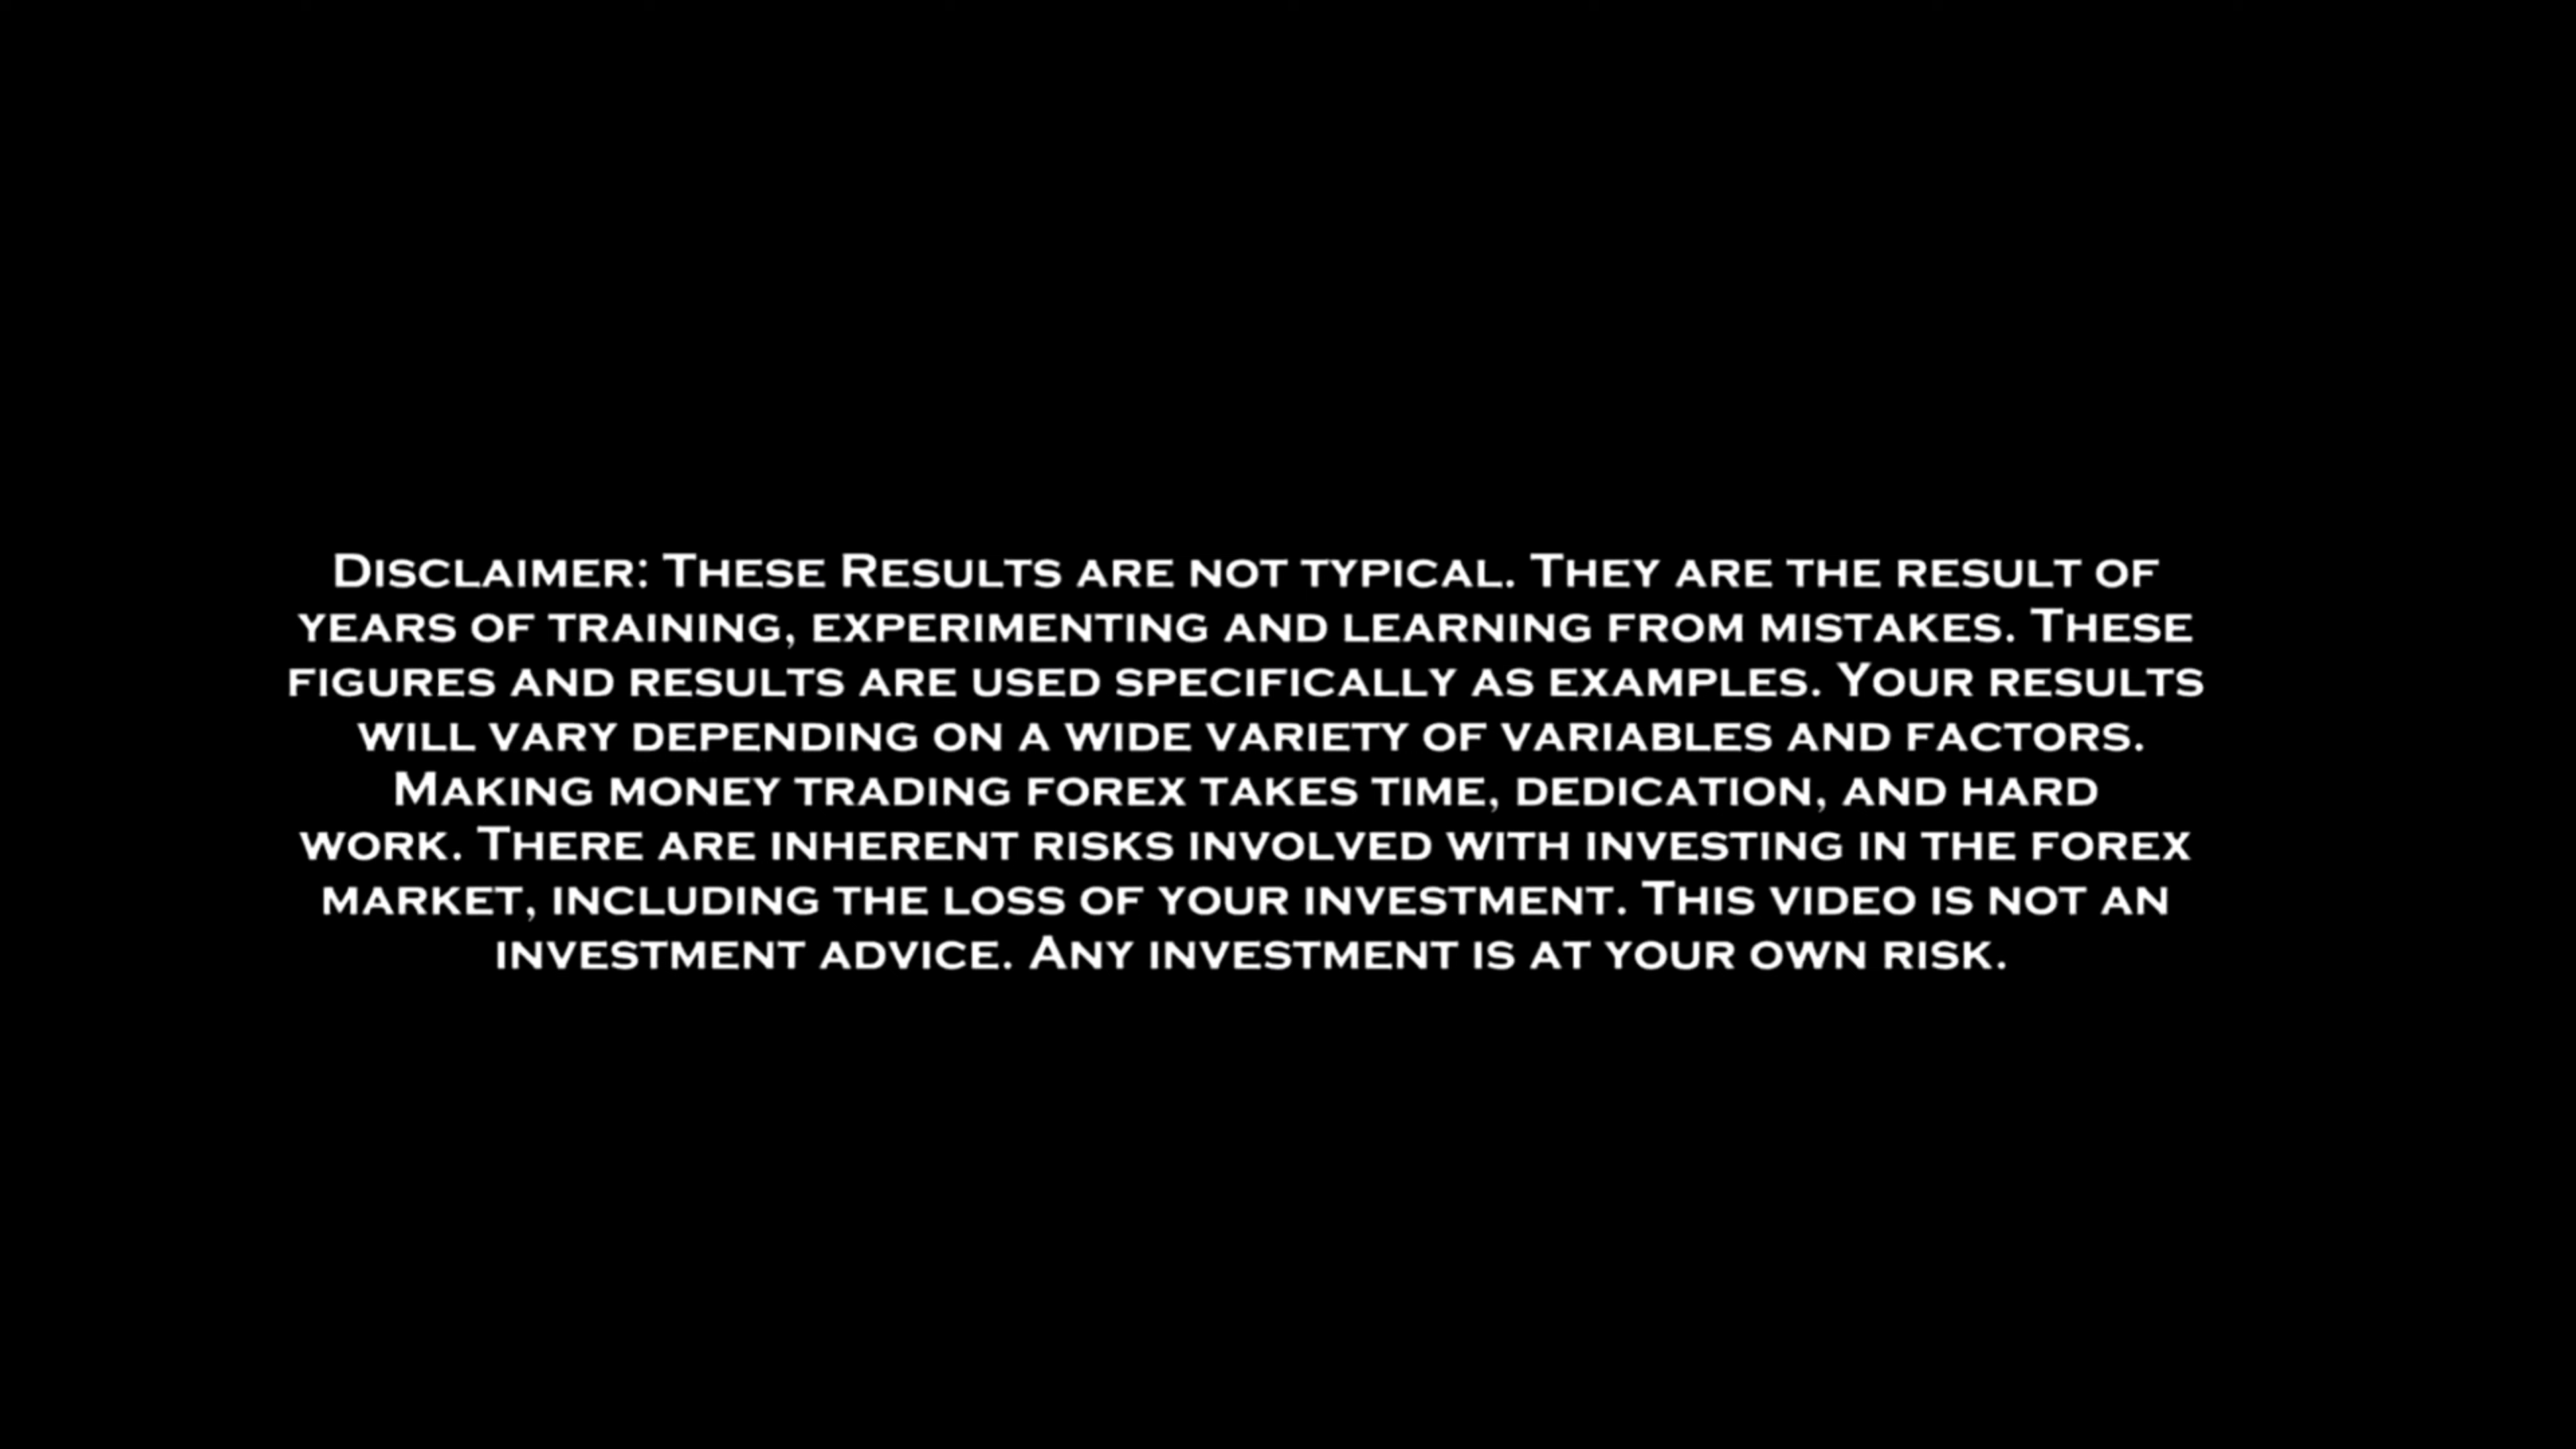 Disclaimer: These Results are not typical. They are the result of
years of training, experimenting and learning from mistakes. These
figures and results are used specifically as examples. Your results
will vary depending on a wide variety of variables and factors.
Making money trading forex takes time, dedication, and hard
work. There are inherent risks involved with investing in the forex
market, including the loss of your investment. This video is not an
investment advice. Any investment is at your own risk.